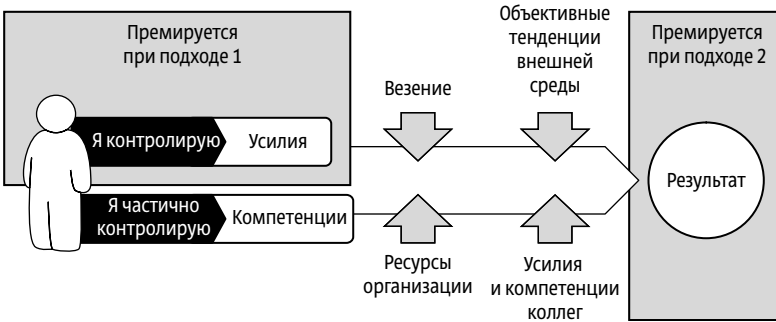 Премируется
при подходе 1
Я контролирую
Усилия
Я частично
контролирую
Компетенции
Везение
Объективные
тенденции
внешней
среды
Ресурсы
организации
Усилия
и компетенции
коллег
Премируется
при подходе 2
Результат